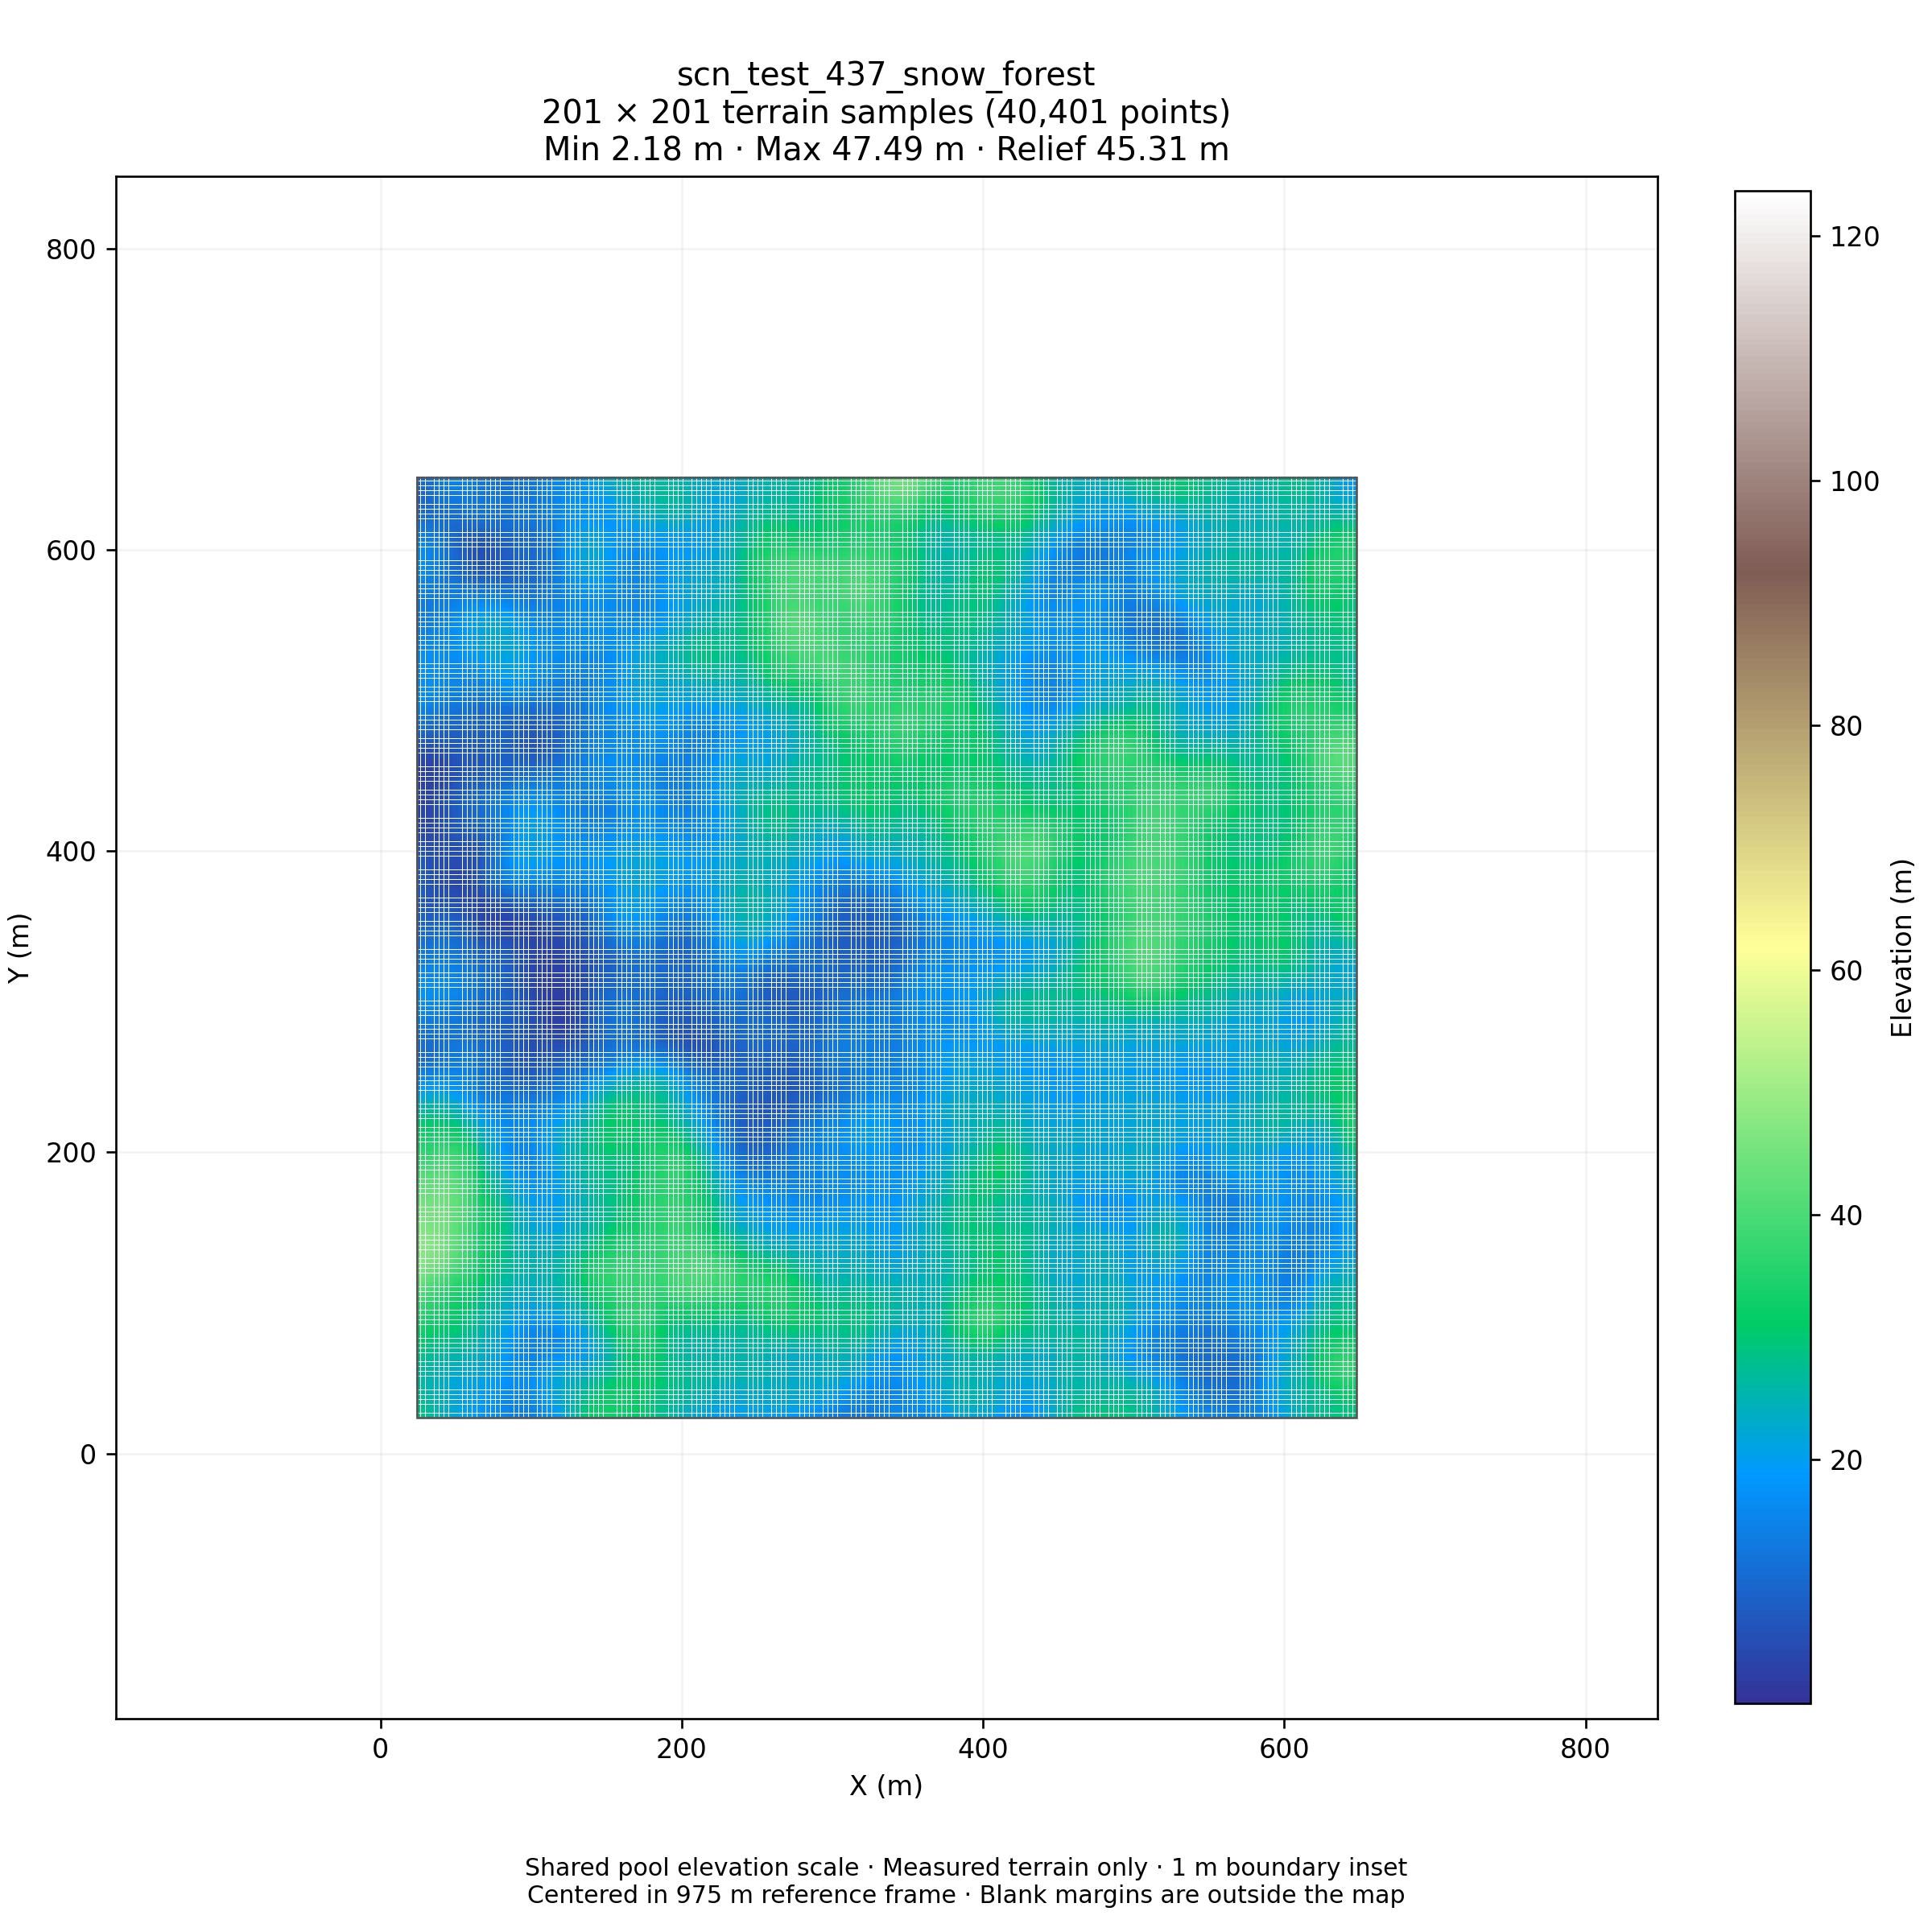 scn_test_437_snow_forest
201 × 201 terrain samples (40,401 points)
Min 2.18 m · Max 47.49 m · Relief 45.31 m
800
600
400
200
0
Y (m)
0
200
400
600
800
X (m)
120
100
80
60
40
20
Elevation (m)
Shared pool elevation scale · Measured terrain only · 1 m boundary inset
Centered in 975 m reference frame · Blank margins are outside the map